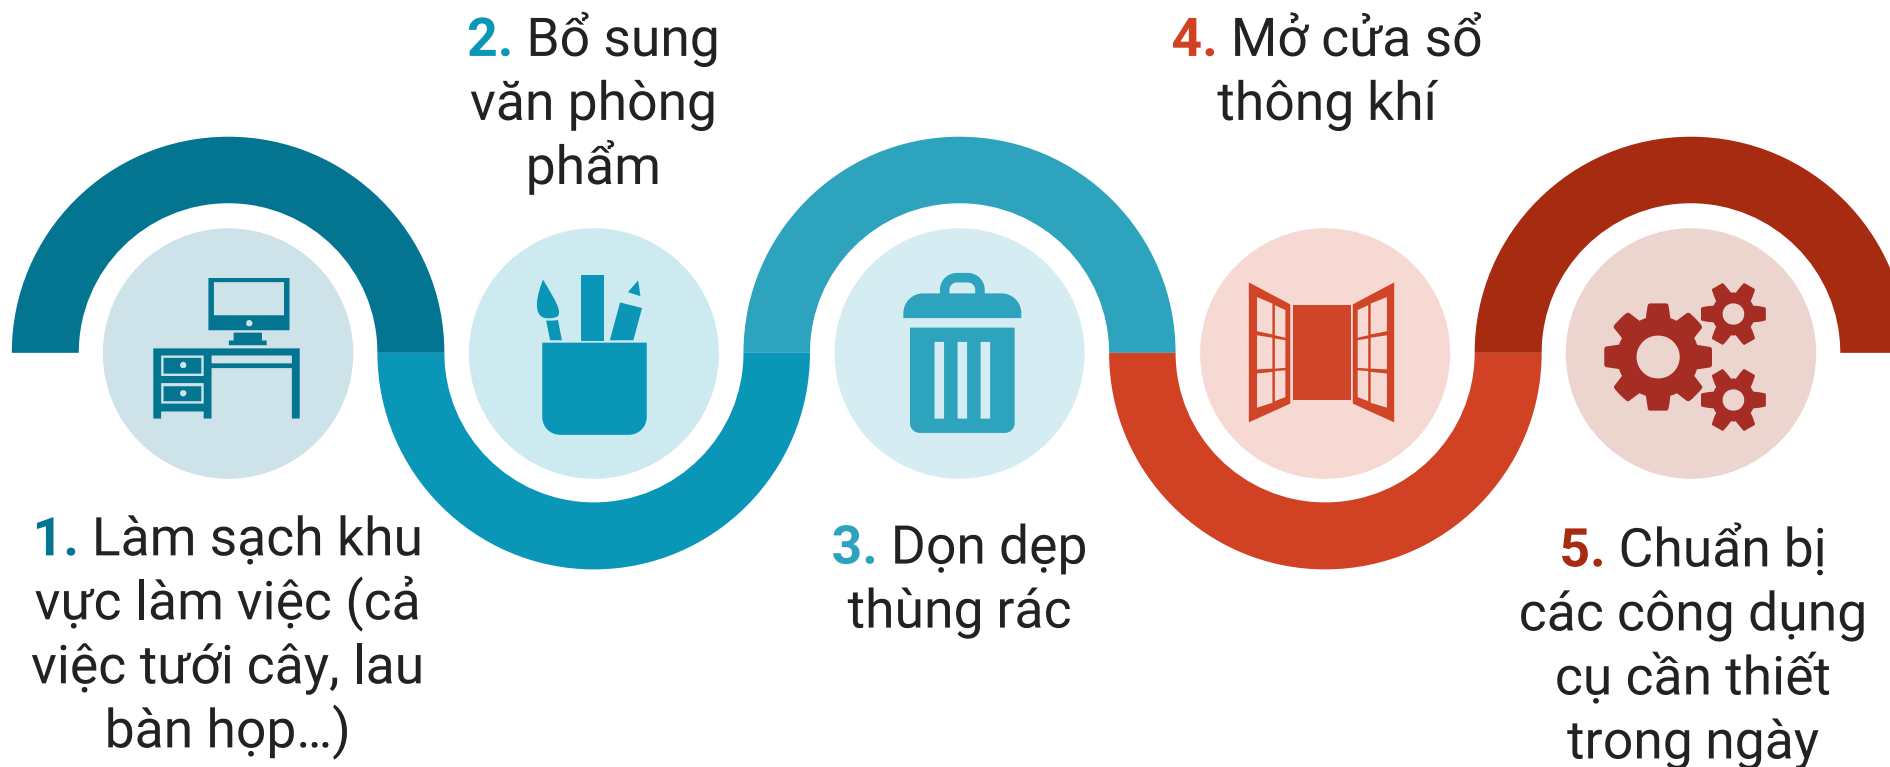 1. Làm sạch khu
vực làm việc (cả
việc tưới cây, lau
bàn họp...)
2. Bổ sung
văn phòng
phẩm
3. Dọn dẹp
thùng rác
4. Mở cửa sổ
thông khí
5. Chuẩn bị
các công dụng
cụ cần thiết
trong ngày